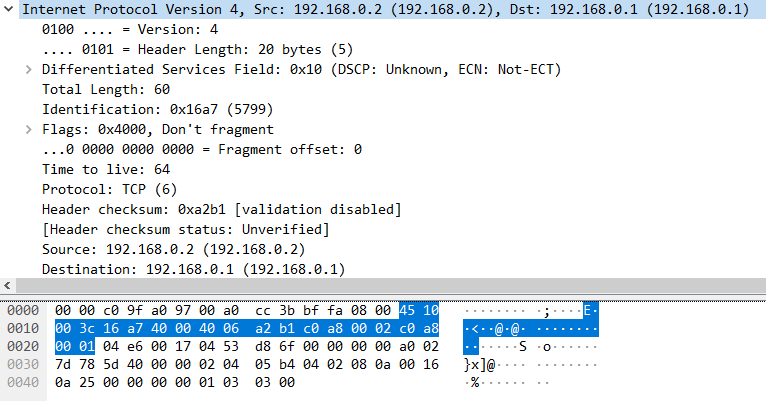 Internet Protocol Version 4, Src: 192.168.0.2 (192.168.0.2), Dst: 192.168.0.1 (192.168.0.1)
0100 .... = Version: 4
.... 0101 = Header Length: 20 bytes (5)
Differentiated Services Field: 0x10 (DSCP: Unknown, ECN: Not-ECT)
Total Length: 60
Identification: 0x16a7 (5799)
Flags: 0x4000, Don't fragment
...0 0000 0000 0000 = Fragment offset: 0
Time to live: 64
Protocol: TCP (6)
Header checksum: 0xa2b1 [validation disabled]
[Header checksum status: Unverified]
Source: 192.168.0.2 (192.168.0.2)
Destination: 192.168.0.1 (192.168.0.1)
0000 00 00 c0 9f a0 97 00 a0 cc 3b bf fa 08 00 45 10 ········ ·;····E·
0010 00 3c 16 a7 40 00 40 06 a2 b1 c0 a8 00 02 c0 a8 ·<··@·@· ········
0020 00 01 04 e6 00 17 04 53 d8 6f 00 00 00 00 a0 02 ·······S ·o······
0030 7d 78 5d 40 00 00 02 04 05 b4 04 02 08 0a 00 16 }x]@···· ········
0040 0a 25 00 00 00 00 01 03 03 00 ·%······ ··